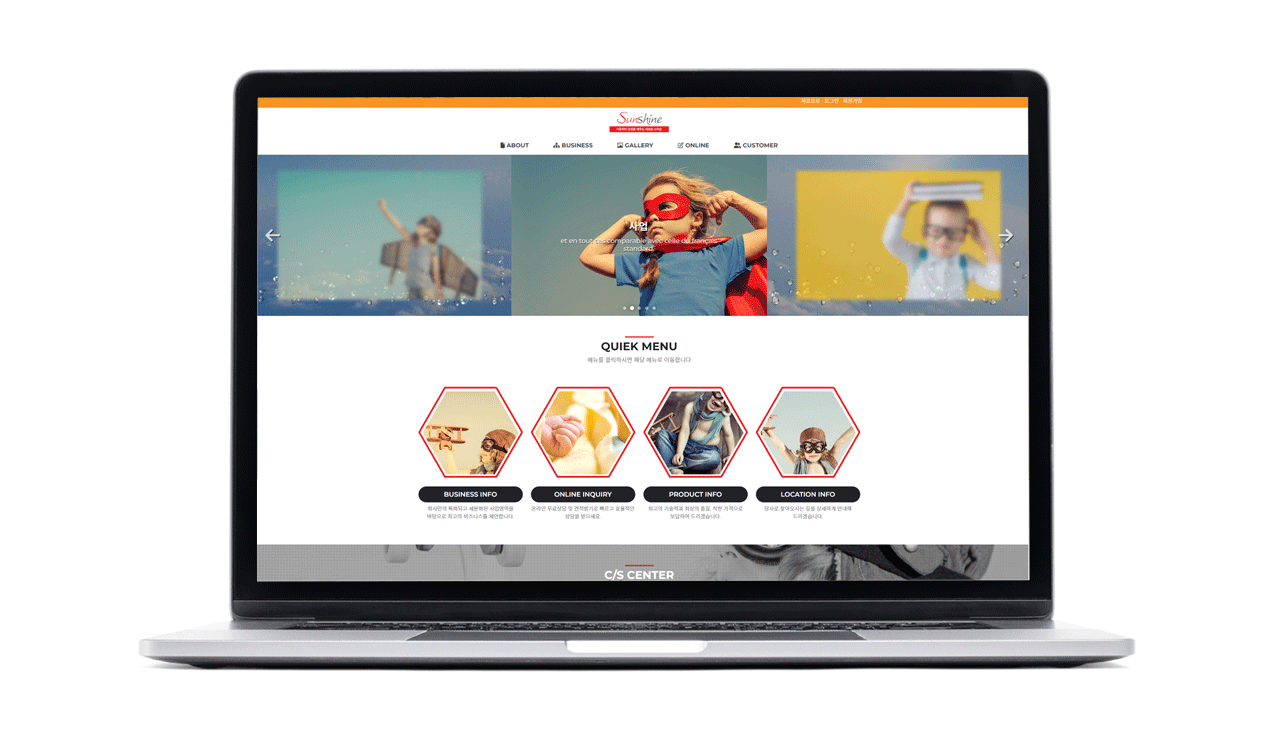 처음으로 로그인 회원가입
Sunshine
ABOUT BUSINESS GALLERY ONLINE CUSTOMER
사업
et en tout cas comparable avec celle du français
standard.
QUIEK MENU
메뉴를 클릭하시면 해당 메뉴로 이동합니다
BUSINESS INFO
회사만의 특화되고 세분화된 사업영역을
바탕으로 최고의 비즈니스를 제안합니다.
ONLINE INQUIRY
온라인 무료상담 및 견적받기로 빠르고 효율적인
상담을 받으세요.
PRODUCT INFO
최고의 기술력과 최상의 품질, 착한 가격으로
보답하여 드리겠습니다.
LOCATION INFO
당사로 찾아오시는 길을 상세하게 안내해
드리겠습니다.
C/S CENTER